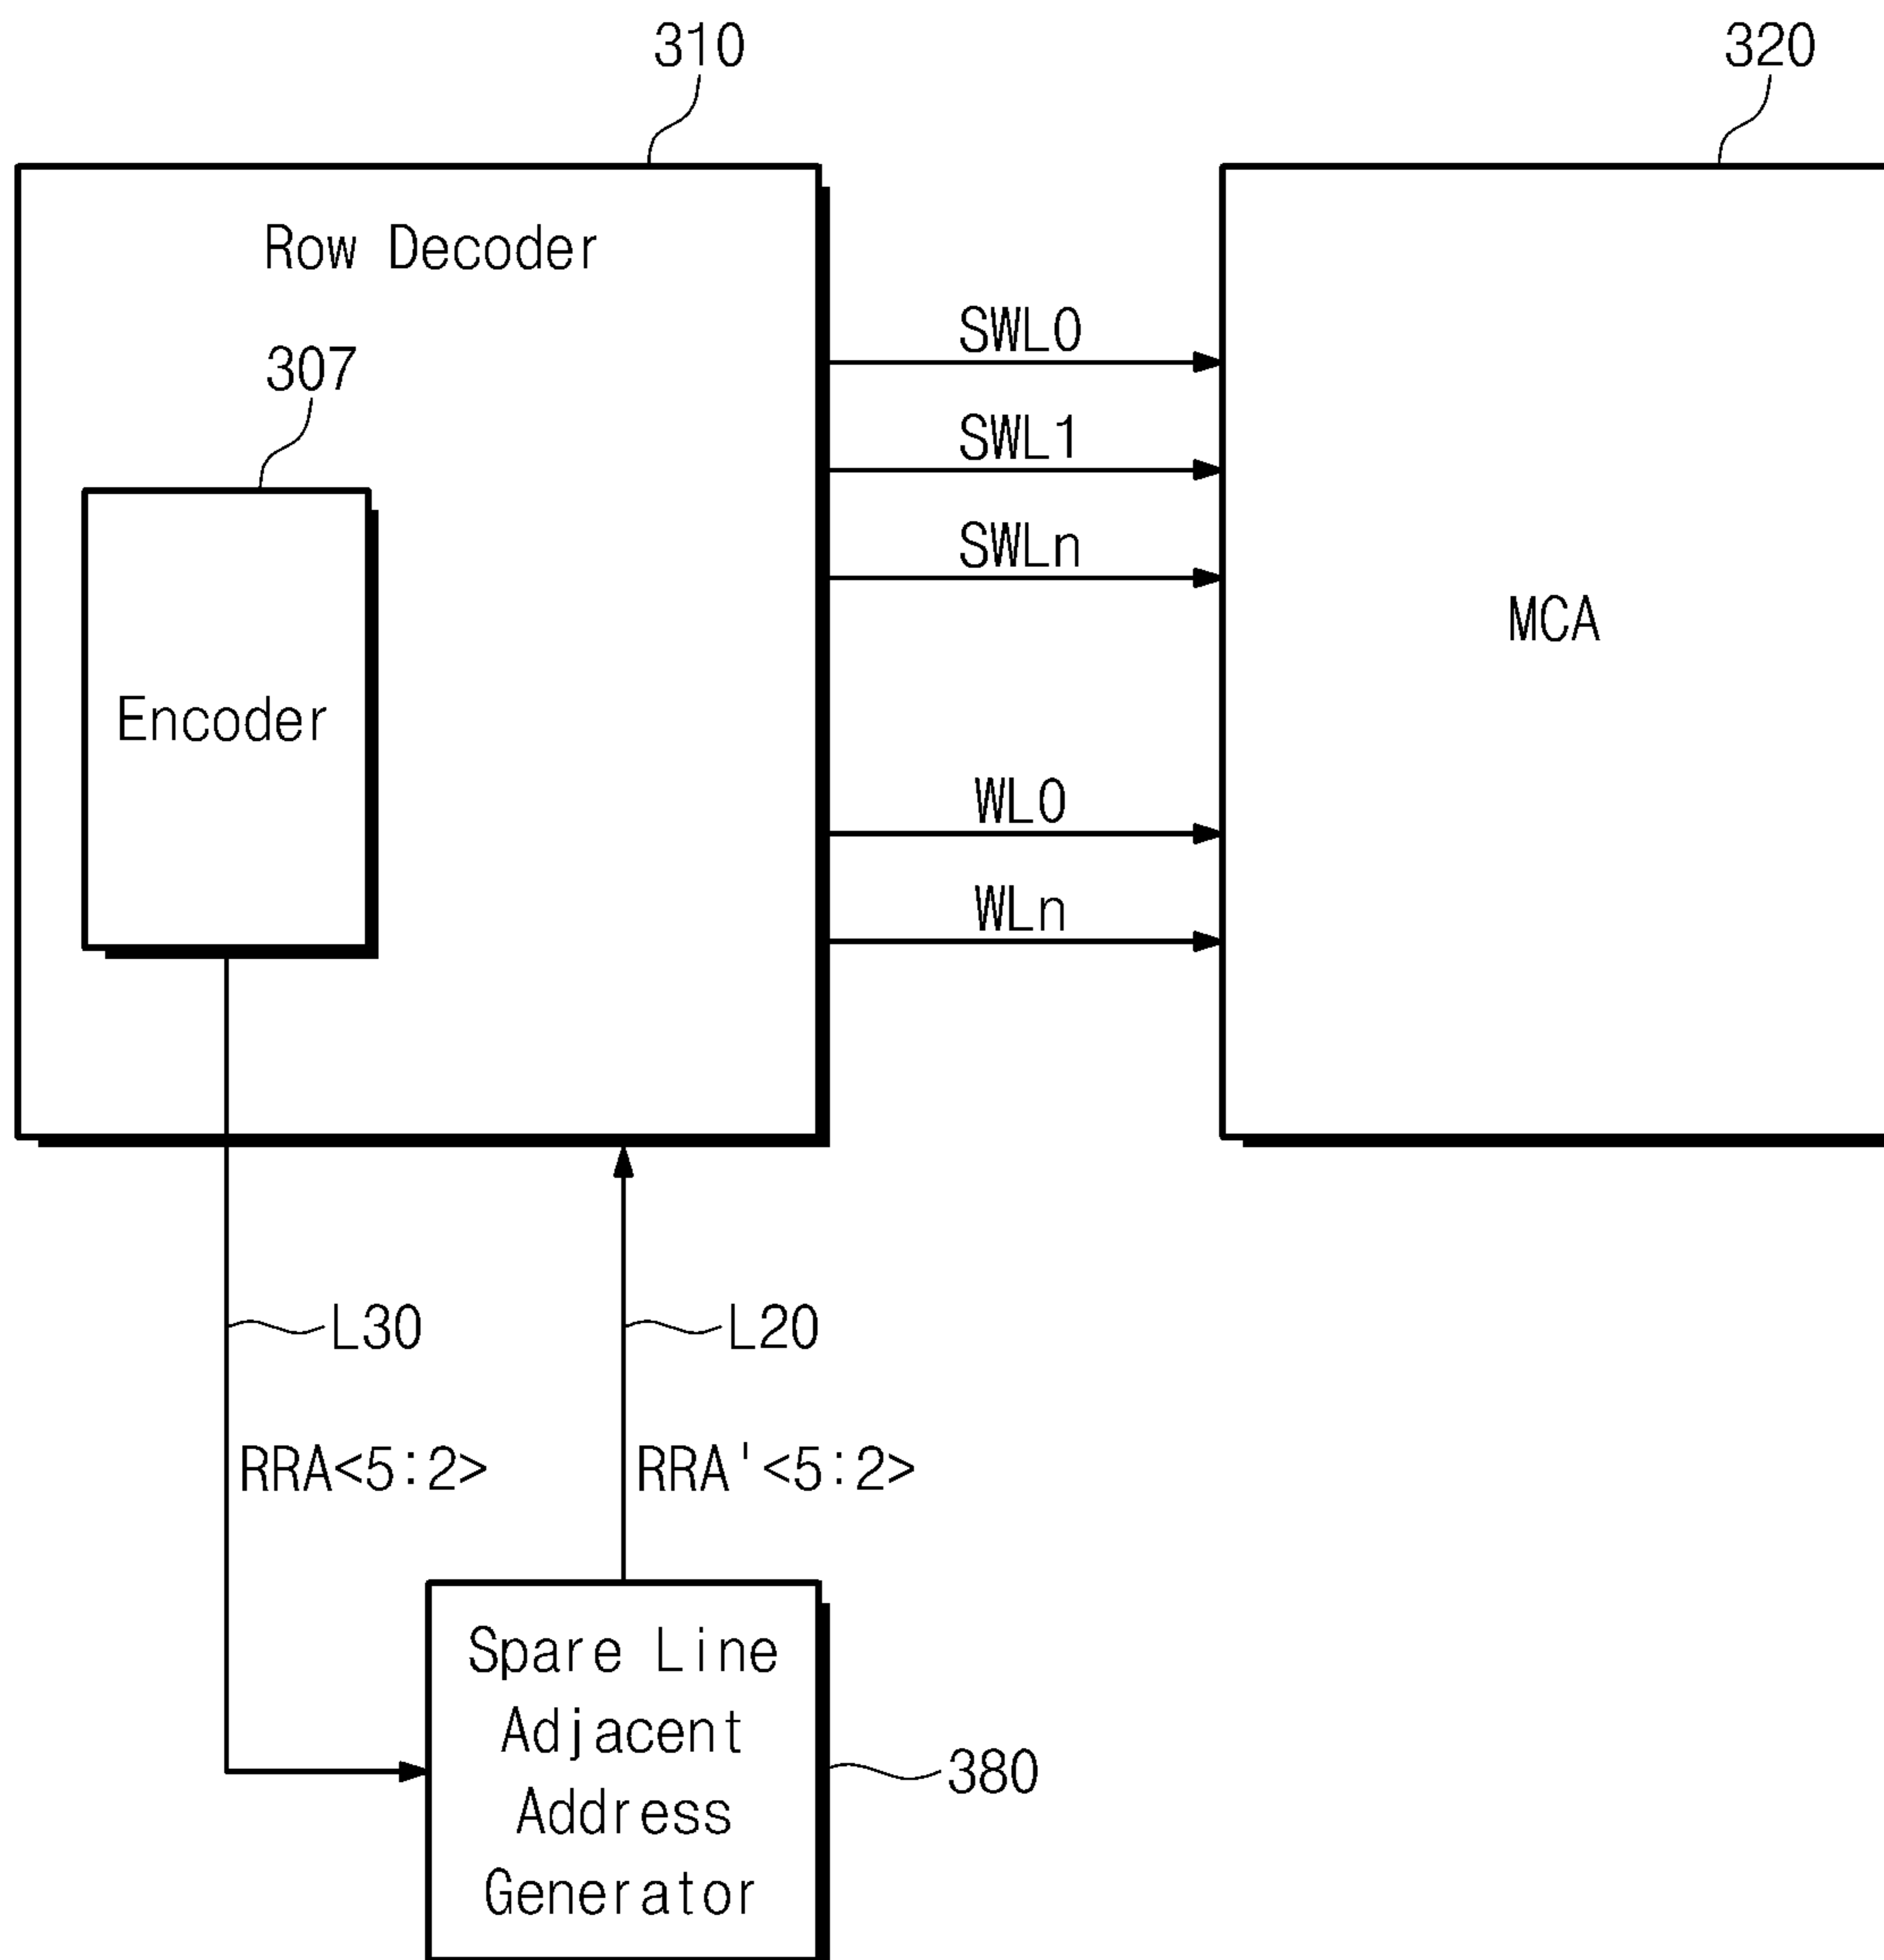 310
320
Row Decoder
SWL0
307
SWL1
SWLn
MCA
Encoder
WL0
WLn
L30
L20
RRA<5:2>
RRA'<5:2>
Spare Line
Adjacent
Address
Generator
380